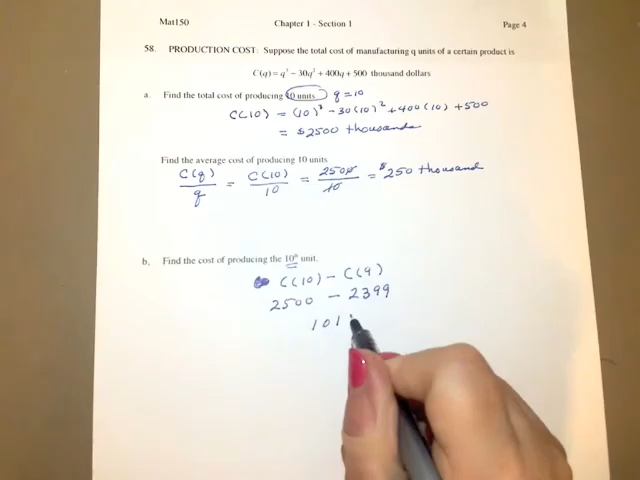 Mat150 Chapter 1 - Section 1 Page 4
58. PRODUCTION COST: Suppose the total cost of manufacturing q units of a certain product is
C(q) = q³ − 30q² + 400q + 500 thousand dollars
a. Find the total cost of producing 10 units q = 10
C(10) = (10)³ − 30(10)² + 400(10) + 500
= $2500 thousands
Find the average cost of producing 10 units
C(q)/q = C(10)/10 = 2500/10 = $250 thousand
b. Find the cost of producing the 10th unit.
C(10) − C(9)
2500 − 2399
101